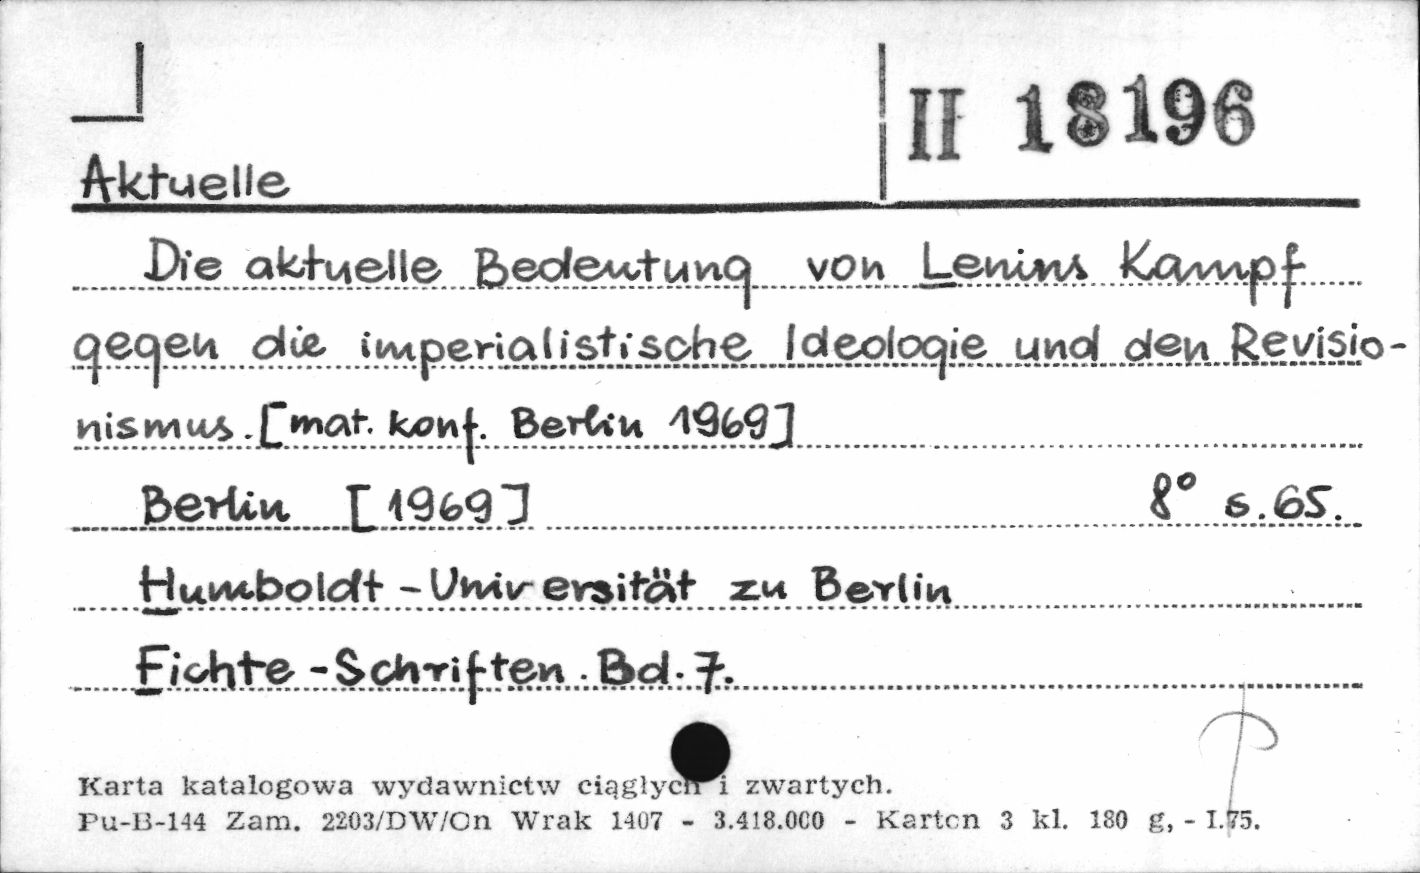 II 18196
Aktuelle
Die aktuelle Bedeutung von Lenins Kampf
gegen die imperialistische Ideologie und den Revisio-
nismus. [mat. konf. Berlin 1969]
Berlin [1969] 8° s. 65.
Humboldt - Universität zu Berlin
Fichte - Schriften. Bd. 7.
Karta katalogowa wydawnictw ciągłych i zwartych.
Pu-B-144 Zam. 2203/DW/On Wrak 1407 - 3.418.000 - Karton 3 kl. 180 g, - I.75.